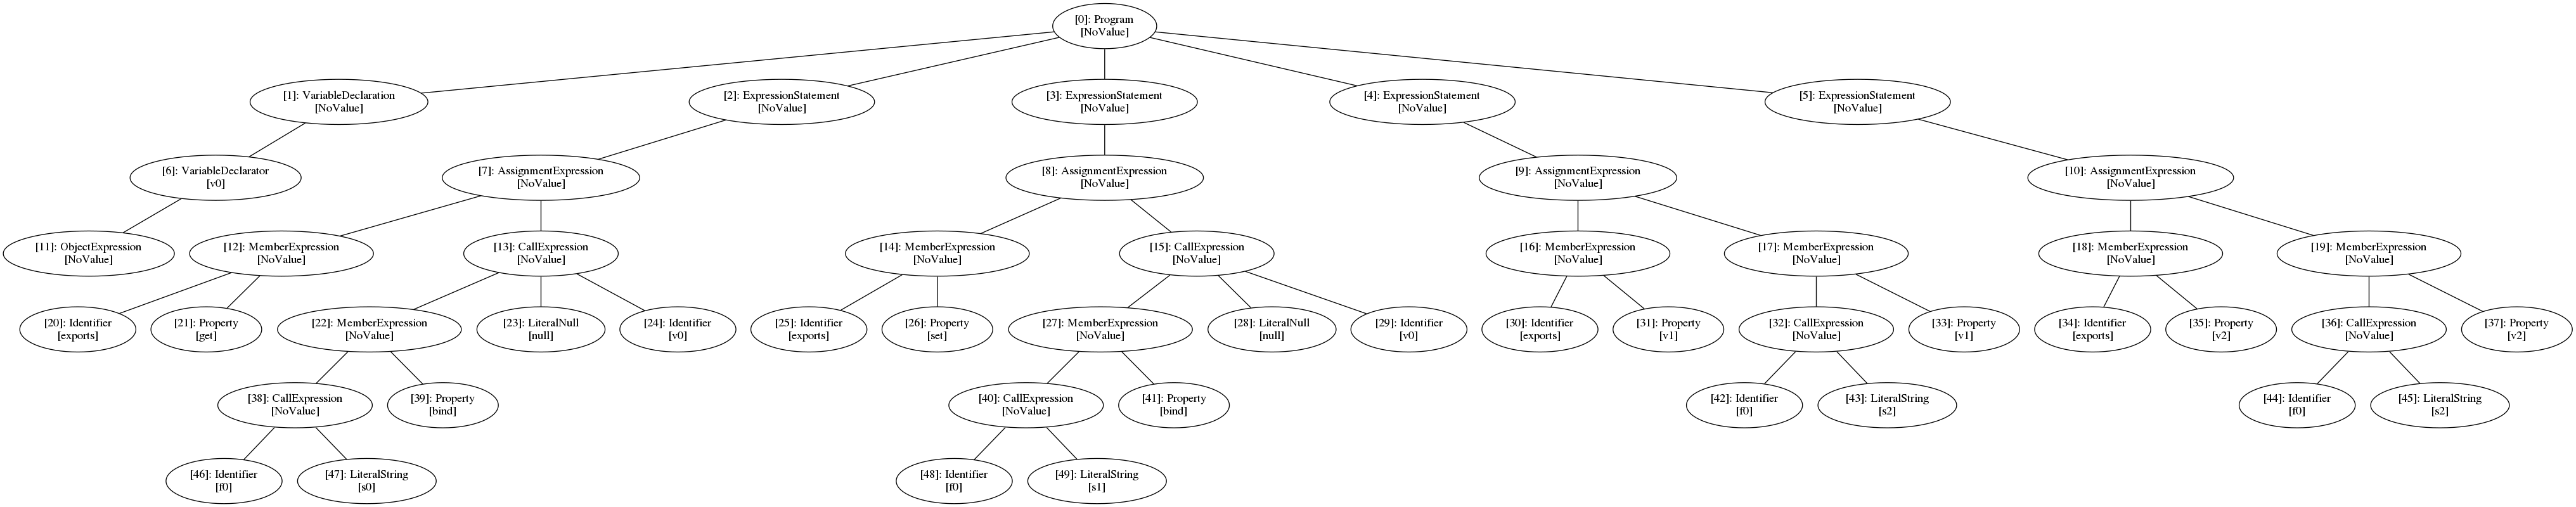 [0]: Program
[NoValue]
[1]: VariableDeclaration
[NoValue]
[2]: ExpressionStatement
[NoValue]
[3]: ExpressionStatement
[NoValue]
[4]: ExpressionStatement
[NoValue]
[5]: ExpressionStatement
[NoValue]
[6]: VariableDeclarator
[v0]
[7]: AssignmentExpression
[NoValue]
[8]: AssignmentExpression
[NoValue]
[9]: AssignmentExpression
[NoValue]
[10]: AssignmentExpression
[NoValue]
[11]: ObjectExpression
[NoValue]
[12]: MemberExpression
[NoValue]
[13]: CallExpression
[NoValue]
[14]: MemberExpression
[NoValue]
[15]: CallExpression
[NoValue]
[16]: MemberExpression
[NoValue]
[17]: MemberExpression
[NoValue]
[18]: MemberExpression
[NoValue]
[19]: MemberExpression
[NoValue]
[20]: Identifier
[exports]
[21]: Property
[get]
[22]: MemberExpression
[NoValue]
[23]: LiteralNull
[null]
[24]: Identifier
[v0]
[25]: Identifier
[exports]
[26]: Property
[set]
[27]: MemberExpression
[NoValue]
[28]: LiteralNull
[null]
[29]: Identifier
[v0]
[30]: Identifier
[exports]
[31]: Property
[v1]
[32]: CallExpression
[NoValue]
[33]: Property
[v1]
[34]: Identifier
[exports]
[35]: Property
[v2]
[36]: CallExpression
[NoValue]
[37]: Property
[v2]
[38]: CallExpression
[NoValue]
[39]: Property
[bind]
[40]: CallExpression
[NoValue]
[41]: Property
[bind]
[42]: Identifier
[f0]
[43]: LiteralString
[s2]
[44]: Identifier
[f0]
[45]: LiteralString
[s2]
[46]: Identifier
[f0]
[47]: LiteralString
[s0]
[48]: Identifier
[f0]
[49]: LiteralString
[s1]